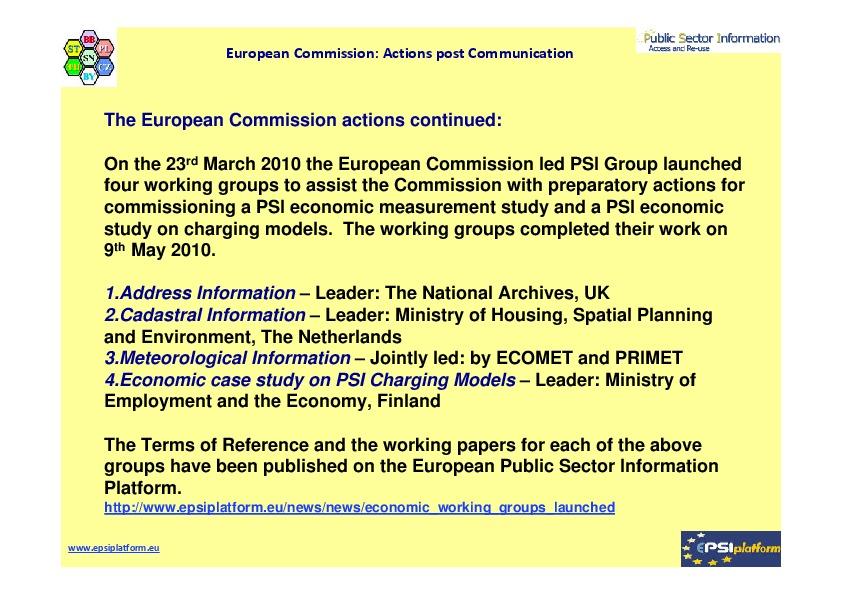 BB
ST PL
SN
TH CZ
BY
European Commission: Actions post Communication
Public Sector Information
Access and Re-use
The European Commission actions continued:
On the 23rd March 2010 the European Commission led PSI Group launched
four working groups to assist the Commission with preparatory actions for
commissioning a PSI economic measurement study and a PSI economic
study on charging models. The working groups completed their work on
9th May 2010.
1.Address Information – Leader: The National Archives, UK
2.Cadastral Information – Leader: Ministry of Housing, Spatial Planning
and Environment, The Netherlands
3.Meteorological Information – Jointly led: by ECOMET and PRIMET
4.Economic case study on PSI Charging Models – Leader: Ministry of
Employment and the Economy, Finland
The Terms of Reference and the working papers for each of the above
groups have been published on the European Public Sector Information
Platform.
http://www.epsiplatform.eu/news/news/economic_working_groups_launched
www.epsiplatform.eu
ePSIplatform